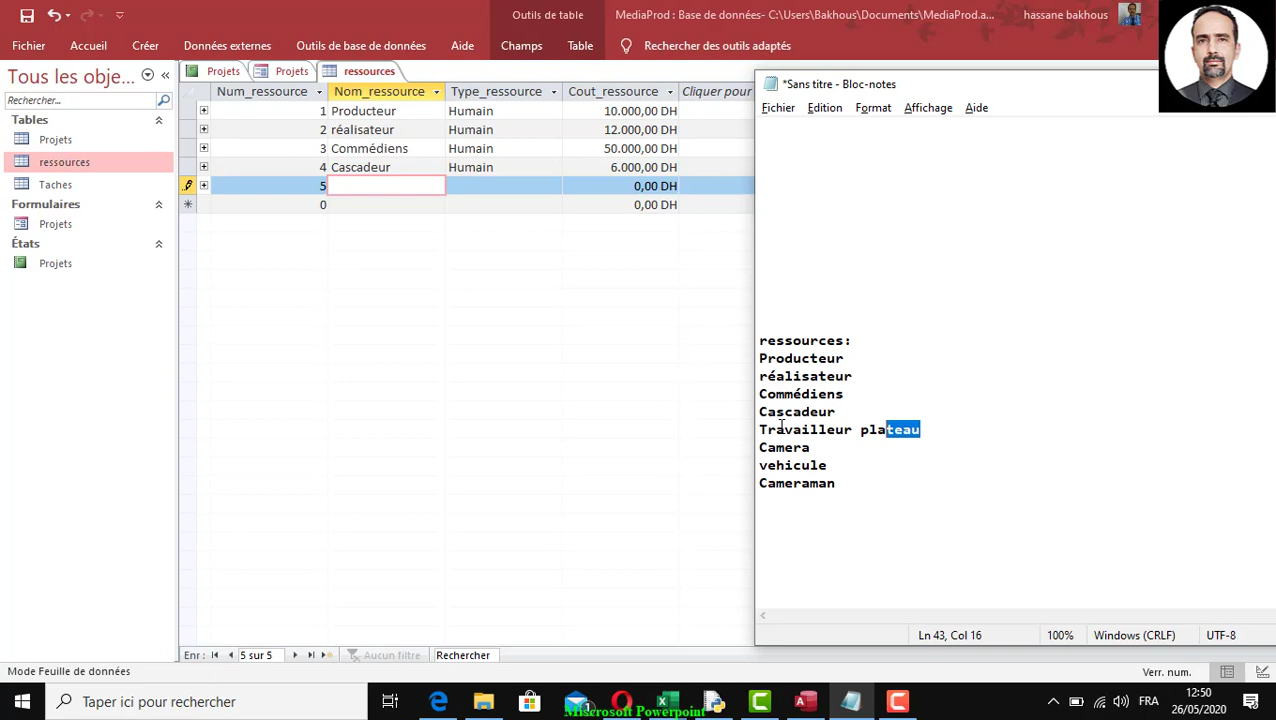 Outils de table
MediaProd : Base de données- C:\Users\Bakhous\Documents\MediaProd.a...
hassane bakhous
Fichier
Accueil
Créer
Données externes
Outils de base de données
Aide
Champs
Table
Rechercher des outils adaptés
Tous les obje...
Rechercher...
Tables
Projets
ressources
Taches
Formulaires
Projets
États
Projets
Projets
Projets
ressources
Num_ressource Nom_ressource Type_ressource Cout_ressource Cliquer pour
1 Producteur Humain 10.000,00 DH
2 réalisateur Humain 12.000,00 DH
3 Commédiens Humain 50.000,00 DH
4 Cascadeur Humain 6.000,00 DH
5 0,00 DH
0 0,00 DH
*Sans titre - Bloc-notes
Fichier Edition Format Affichage Aide
ressources:
Producteur
réalisateur
Commédiens
Cascadeur
Travailleur plateau
Camera
vehicule
Cameraman
Ln 43, Col 16
100%
Windows (CRLF)
UTF-8
Enr : 5 sur 5
Aucun filtre
Rechercher
Mode Feuille de données
Verr. num.
Taper ici pour rechercher
1
Miscrosoft Powerpoint
FRA
12:50
26/05/2020